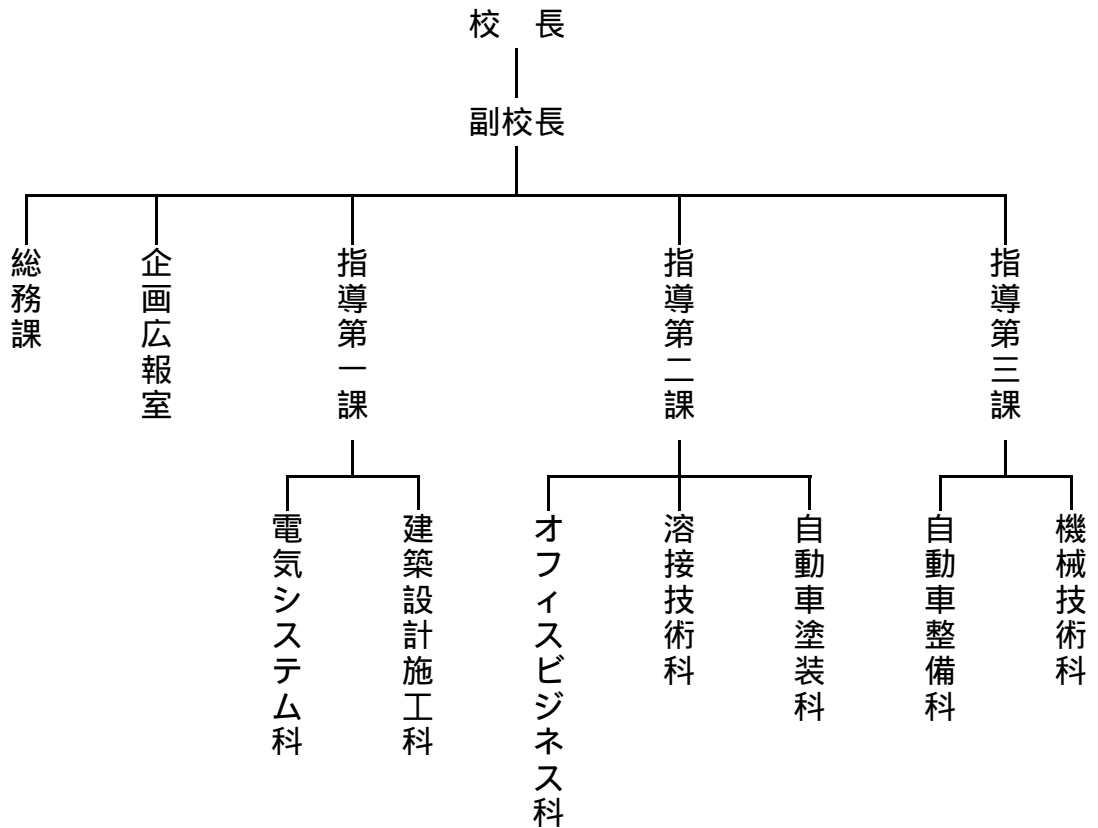 校　長
副校長
総務課
企画広報室
指導第一課
指導第二課
指導第三課
電気システム科
建築設計施工科
オフィスビジネス科
溶接技術科
自動車塗装科
自動車整備科
機械技術科